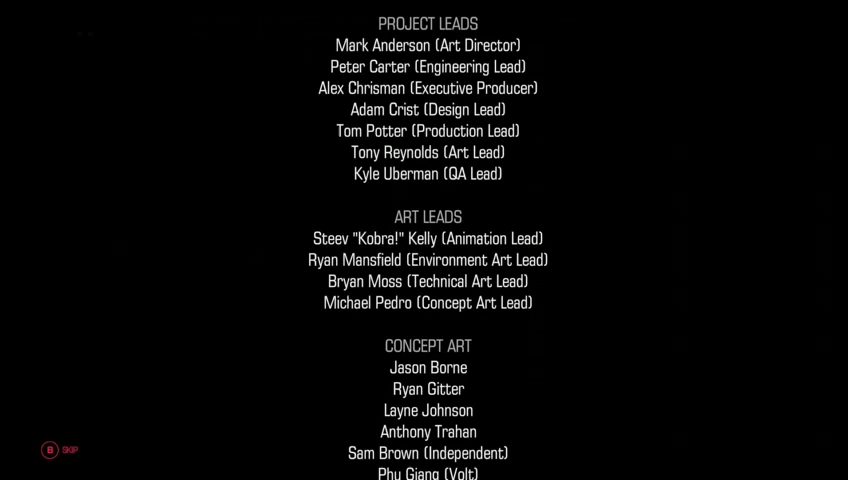 PROJECT LEADS
Mark Anderson (Art Director)
Peter Carter (Engineering Lead)
Alex Chrisman (Executive Producer)
Adam Crist (Design Lead)
Tom Potter (Production Lead)
Tony Reynolds (Art Lead)
Kyle Uberman (QA Lead)
ART LEADS
Steev "Kobra!" Kelly (Animation Lead)
Ryan Mansfield (Environment Art Lead)
Bryan Moss (Technical Art Lead)
Michael Pedro (Concept Art Lead)
CONCEPT ART
Jason Borne
Ryan Gitter
Layne Johnson
Anthony Trahan
B SKIP
Sam Brown (Independent)
Phu Giang (Volt)